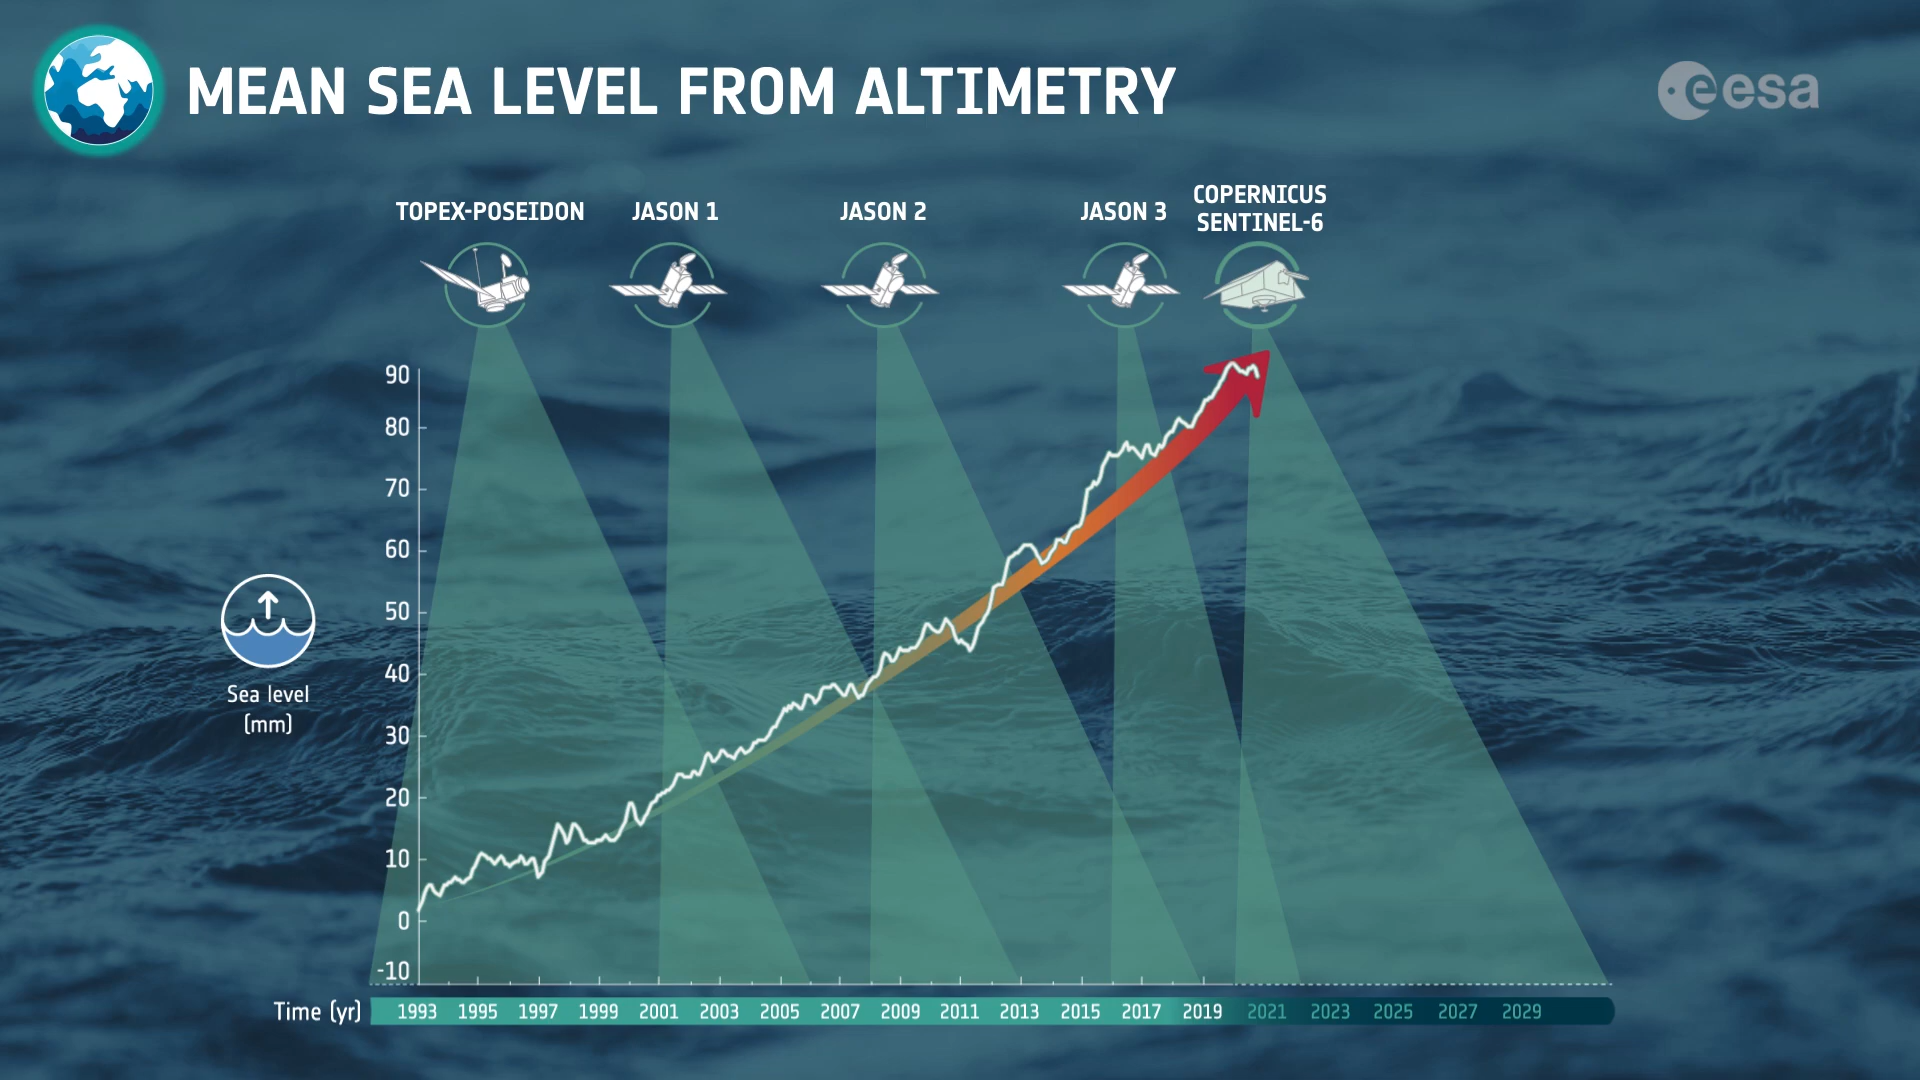 MEAN SEA LEVEL FROM ALTIMETRY
esa
TOPEX-POSEIDON
JASON 1
JASON 2
JASON 3
COPERNICUS
SENTINEL-6
90
80
70
60
50
40
30
20
10
0
-10
Sea level
(mm)
Time (yr)
1993 1995 1997 1999 2001 2003 2005 2007 2009 2011 2013 2015 2017 2019 2021 2023 2025 2027 2029